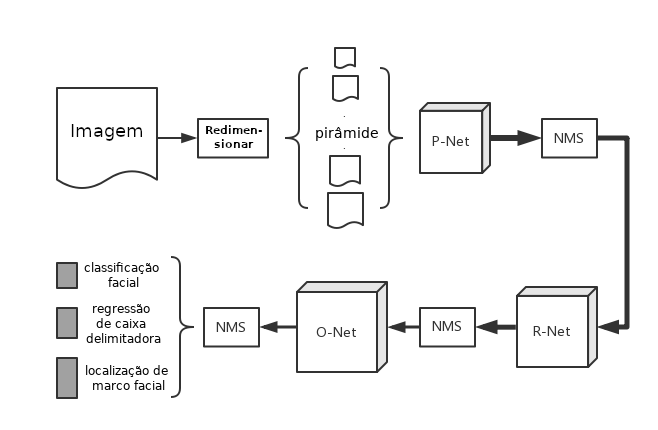 Imagem
Redimen-
sionar
pirâmide
P-Net
NMS
classificação
facial
regressão
de caixa
delimitadora
localização de
marco facial
NMS
O-Net
NMS
R-Net